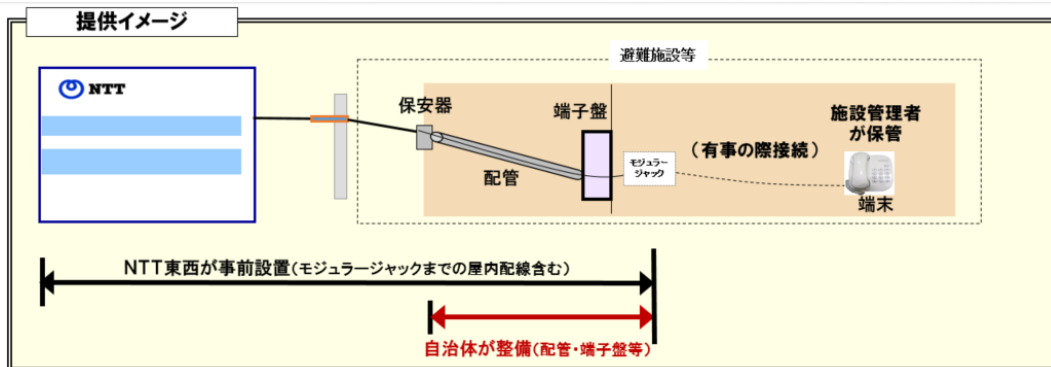 提供イメージ
避難施設等
NTT
保安器
端子盤
施設管理者
が保管
モジュラー
ジャック
(有事の際接続)
配管
端末
NTT東西が事前設置(モジュラージャックまでの屋内配線含む)
自治体が整備(配管・端子盤等)